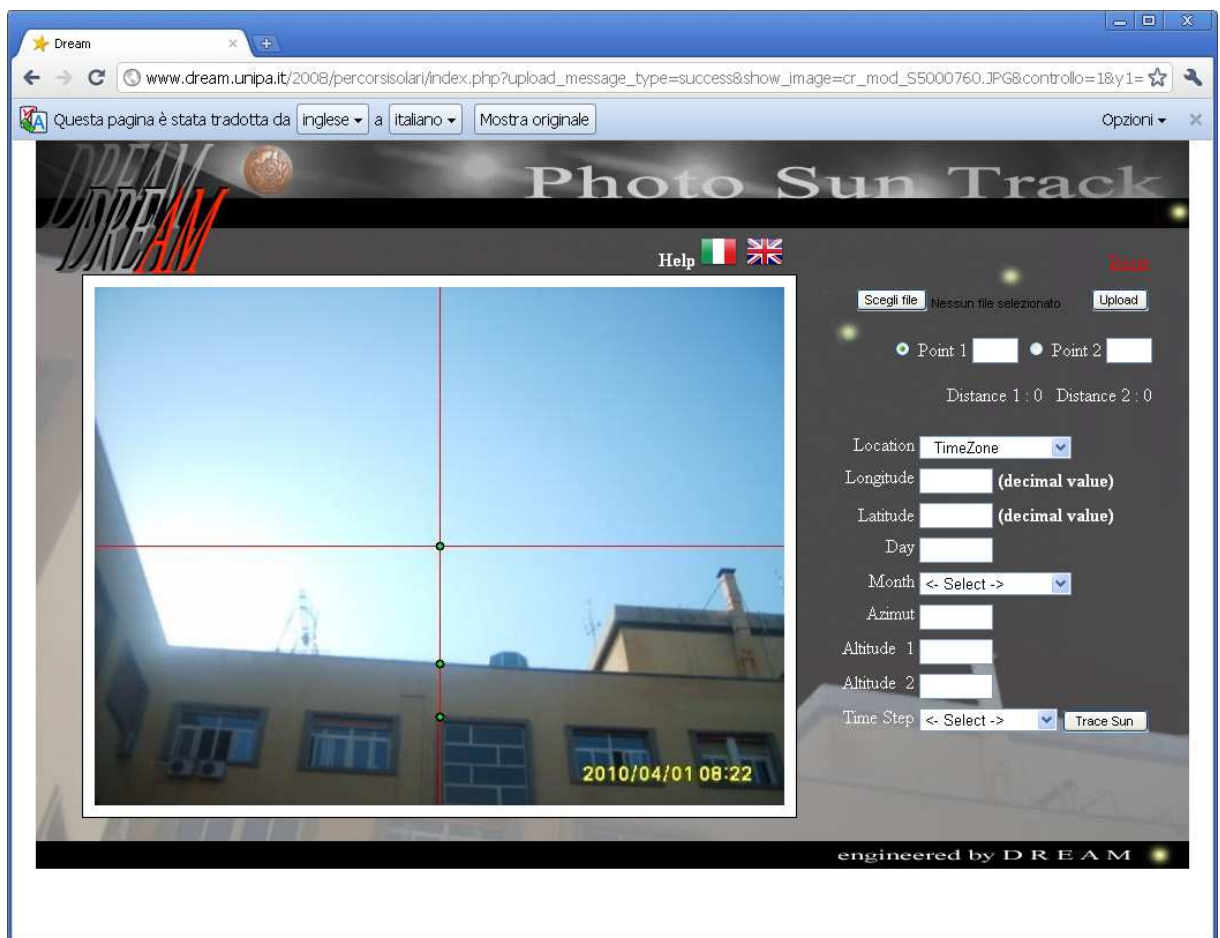 Dream
www.dream.unipa.it/2008/percorsisolari/index.php?upload_message_type=success&show_image=cr_mod_S5000760.JPG&controllo=1&y1=
Questa pagina è stata tradotta da inglese a italiano Mostra originale Opzioni
DREAM
DREAM
Photo Sun Track
Help
Scegli file Nessun file selezionato Upload
Point 1 Point 2
Distance 1 : 0 Distance 2 : 0
Location TimeZone
Longitude (decimal value)
Latitude (decimal value)
Day
Month <- Select ->
Azimut
Altitude 1
Altitude 2
Time Step <- Select -> Trace Sun
2010/04/01 08:22
engineered by D R E A M